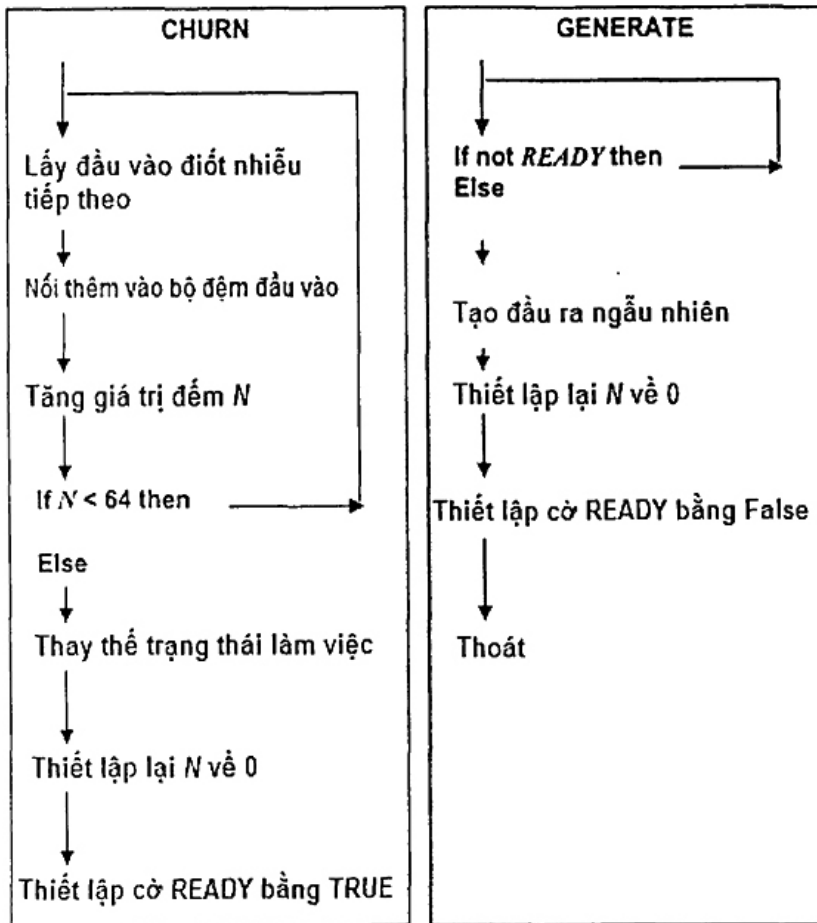 CHURN
Lấy đầu vào điốt nhiễu
tiếp theo
Nối thêm vào bộ đệm đầu vào
Tăng giá trị đếm N
If N < 64 then
Else
Thay thế trạng thái làm việc
Thiết lập lại N về 0
Thiết lập cờ READY bằng TRUE
GENERATE
If not READY then
Else
Tạo đầu ra ngẫu nhiên
Thiết lập lại N về 0
Thiết lập cờ READY bằng False
Thoát